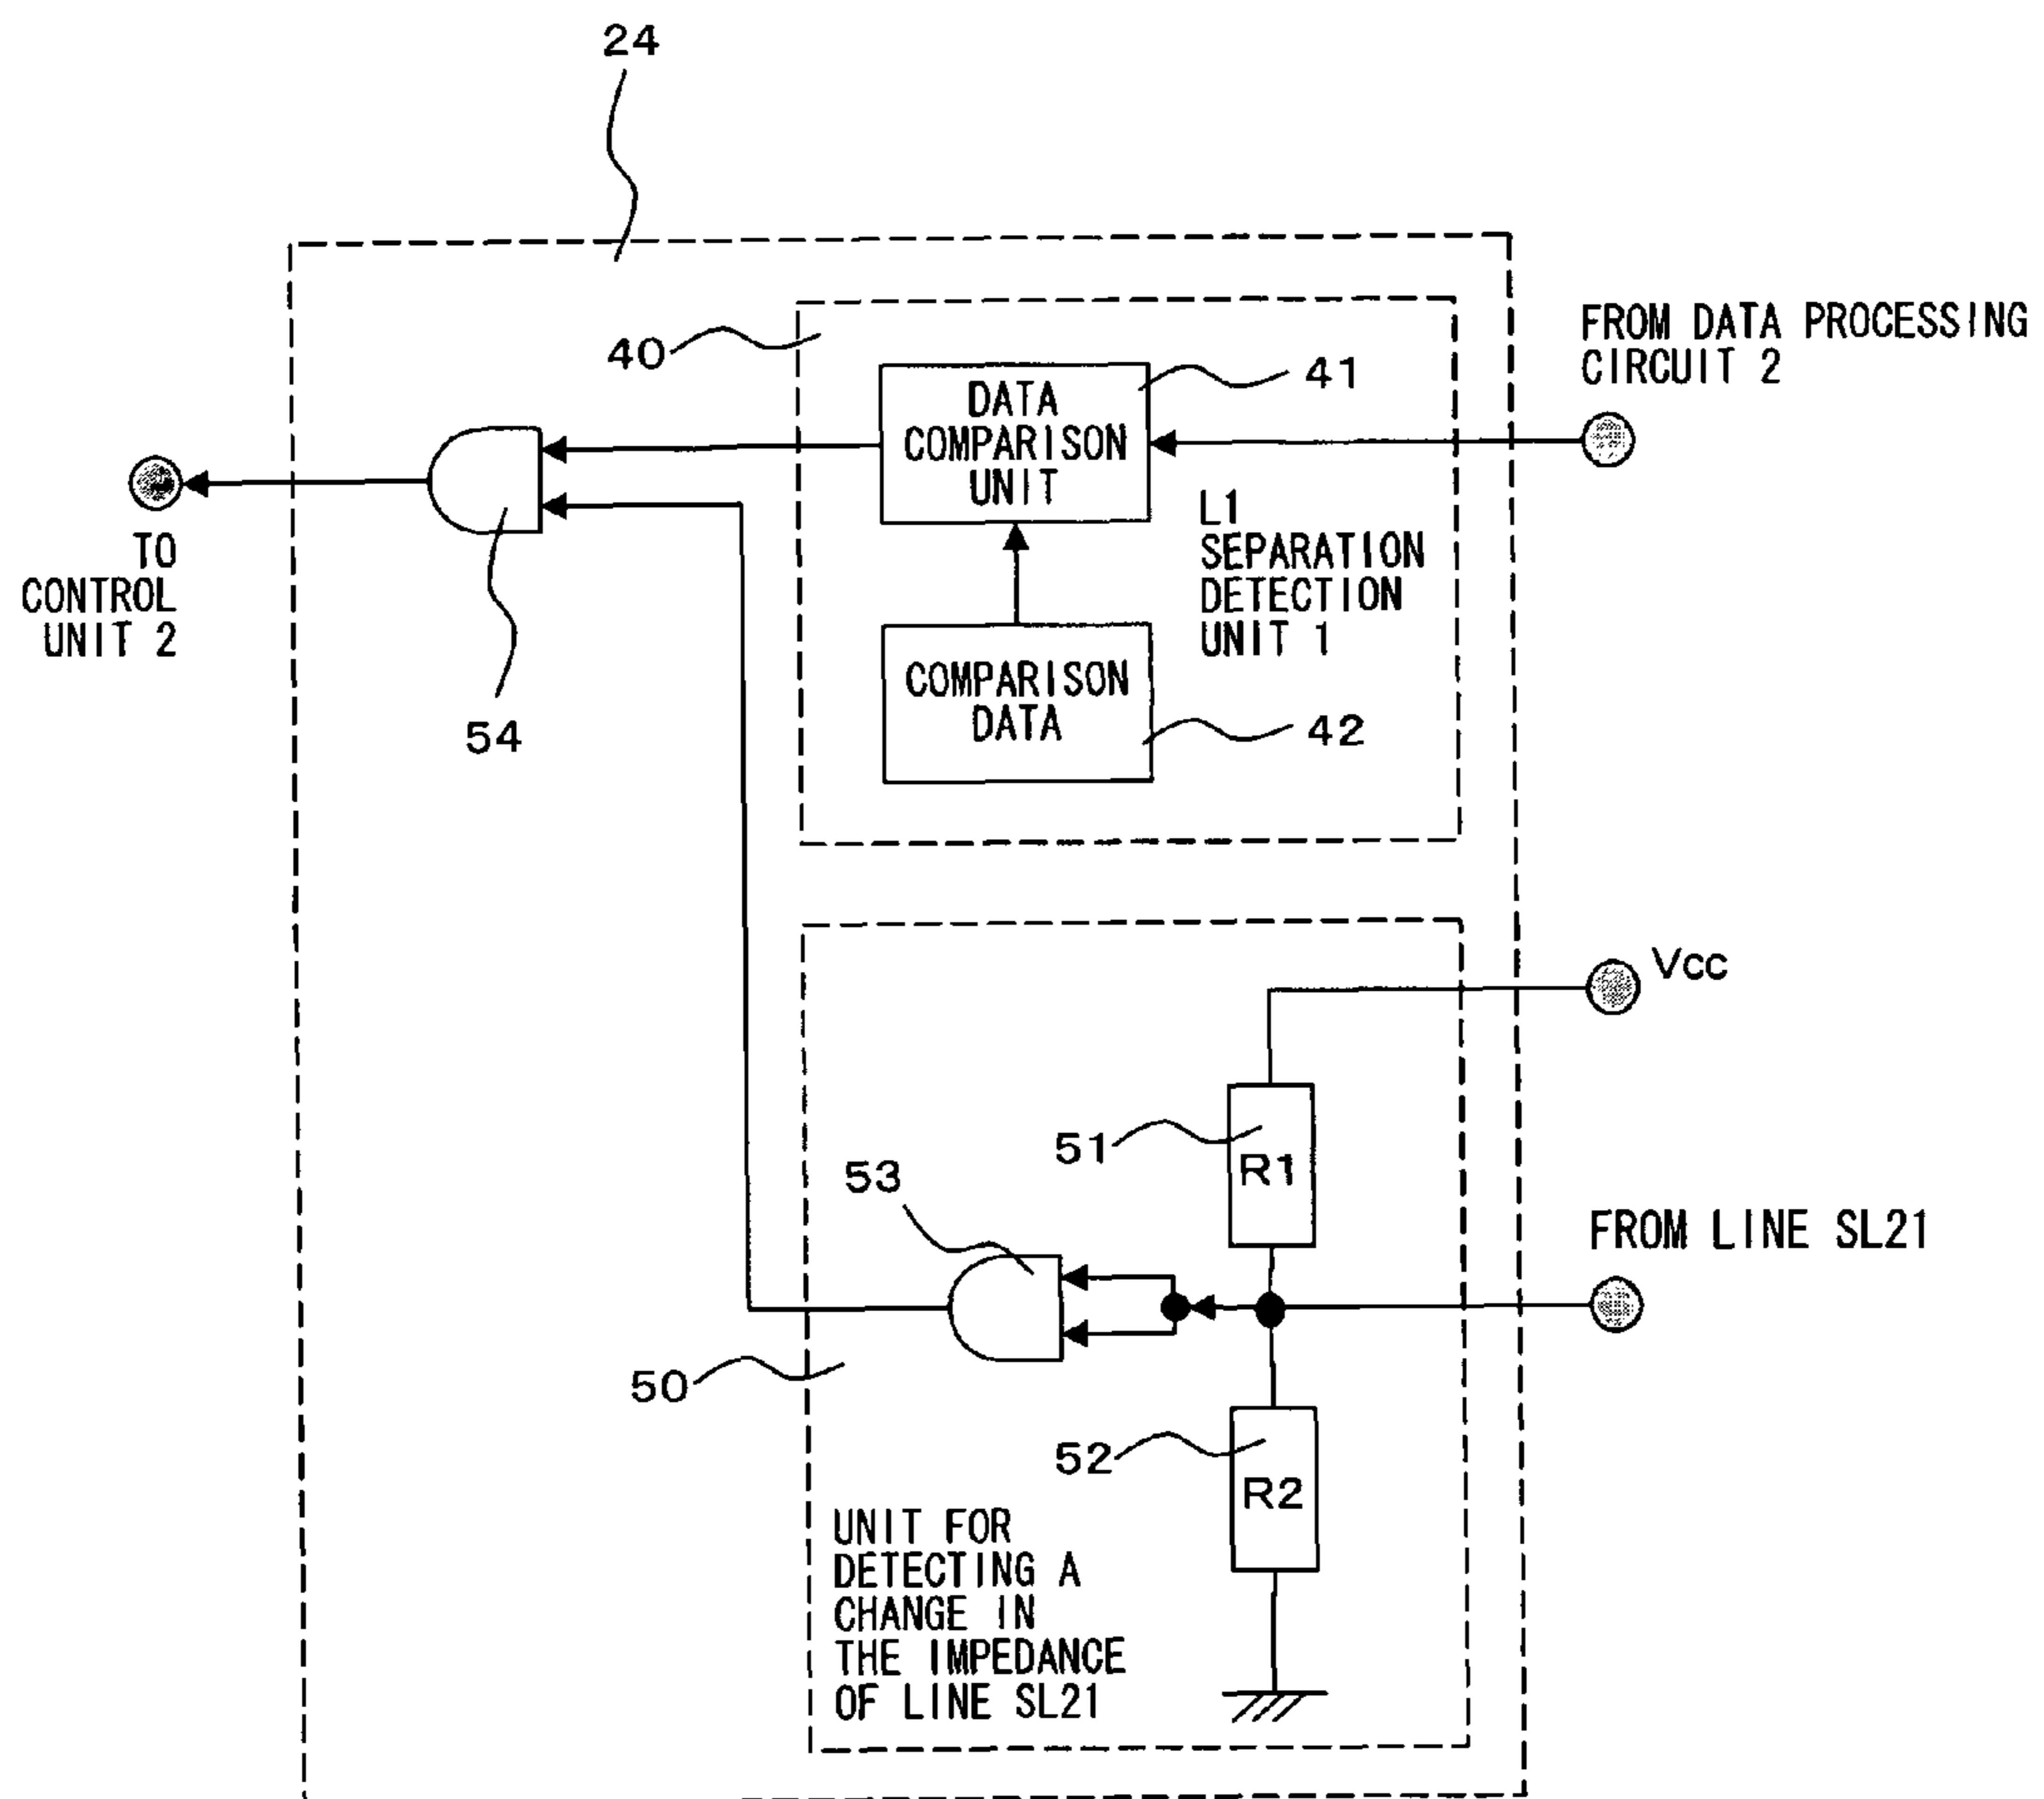 24
40
DATA
COMPARISON
UNIT
41
FROM DATA PROCESSING
CIRCUIT 2
TO
CONTROL
UNIT 2
54
L1
SEPARATION
DETECTION
UNIT 1
COMPARISON
DATA
42
Vcc
51
R1
53
FROM LINE SL21
50
52
R2
UNIT FOR
DETECTING A
CHANGE IN
THE IMPEDANCE
OF LINE SL21